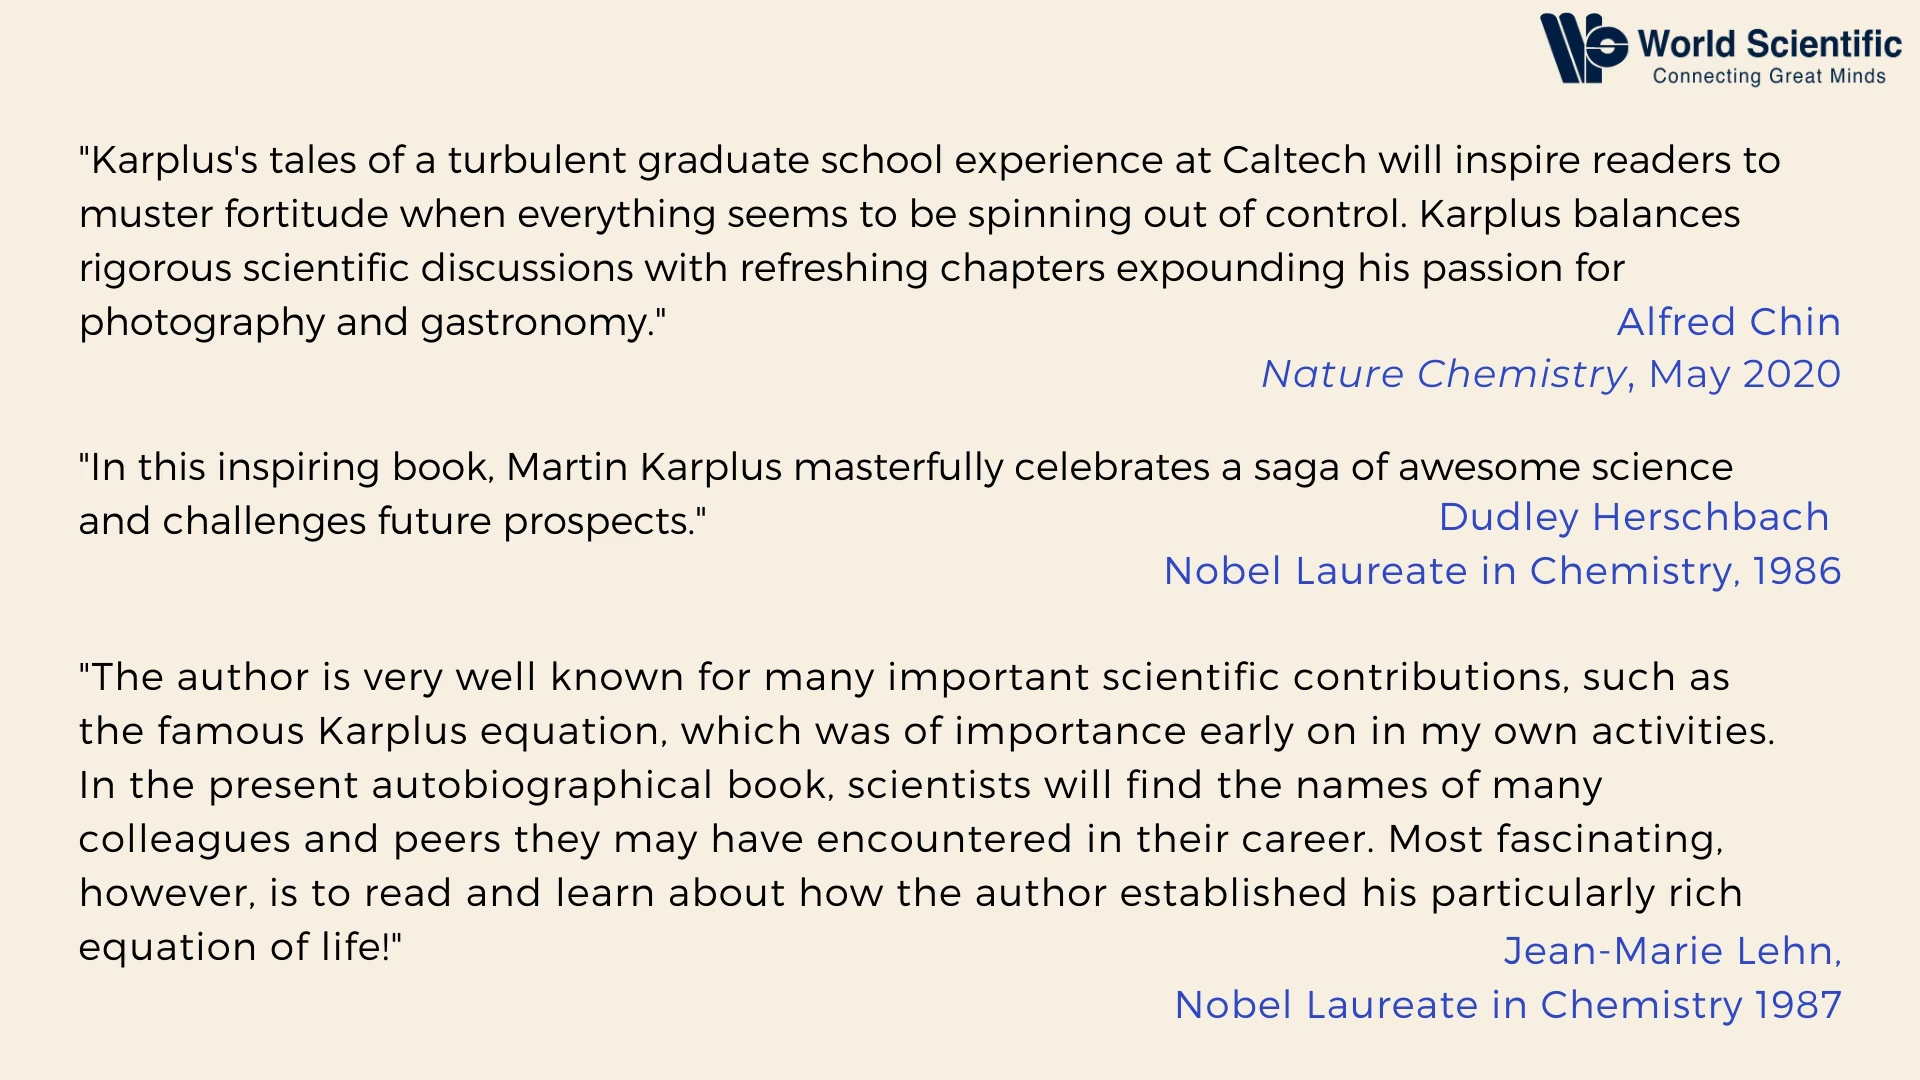 World Scientific
Connecting Great Minds
"Karplus's tales of a turbulent graduate school experience at Caltech will inspire readers to
muster fortitude when everything seems to be spinning out of control. Karplus balances
rigorous scientific discussions with refreshing chapters expounding his passion for
photography and gastronomy."
Alfred Chin
Nature Chemistry, May 2020
"In this inspiring book, Martin Karplus masterfully celebrates a saga of awesome science
and challenges future prospects."
Dudley Herschbach
Nobel Laureate in Chemistry, 1986
"The author is very well known for many important scientific contributions, such as
the famous Karplus equation, which was of importance early on in my own activities.
In the present autobiographical book, scientists will find the names of many
colleagues and peers they may have encountered in their career. Most fascinating,
however, is to read and learn about how the author established his particularly rich
equation of life!"
Jean-Marie Lehn,
Nobel Laureate in Chemistry 1987